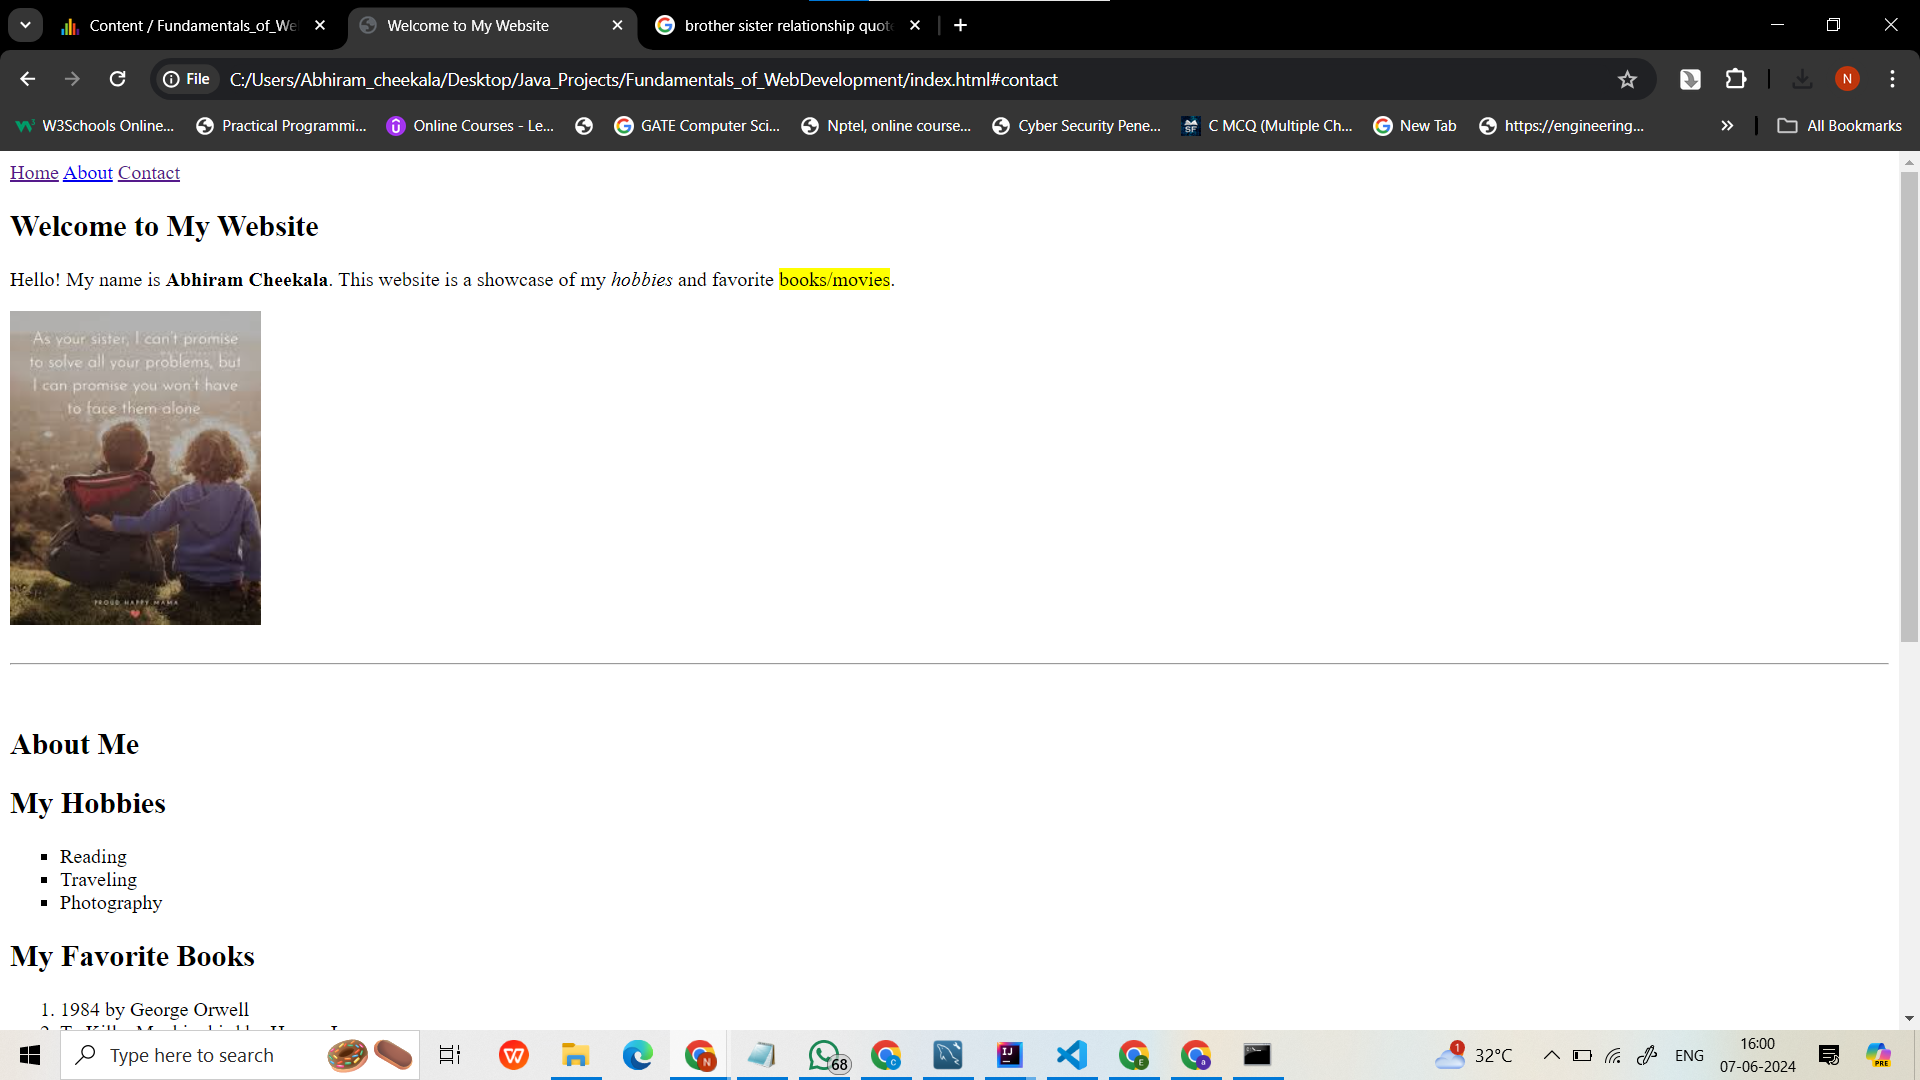 Content / Fundamentals_of_We
Welcome to My Website
brother sister relationship quot
File
C:/Users/Abhiram_cheekala/Desktop/Java_Projects/Fundamentals_of_WebDevelopment/index.html#contact
N
W3Schools Online...
Practical Programmi...
Online Courses - Le...
GATE Computer Sci...
Nptel, online course...
Cyber Security Pene...
C MCQ (Multiple Ch...
New Tab
https://engineering...
All Bookmarks
Home About Contact
Welcome to My Website
Hello! My name is Abhiram Cheekala. This website is a showcase of my hobbies and favorite books/movies.
As your sister, I can't promise
to solve all your problems, but
I can promise you won't have
to face them alone
PROUD HAPPY MAMA
About Me
My Hobbies
Reading
Traveling
Photography
My Favorite Books
1. 1984 by George Orwell
Type here to search
68
1
32°C
ENG
16:00
07-06-2024